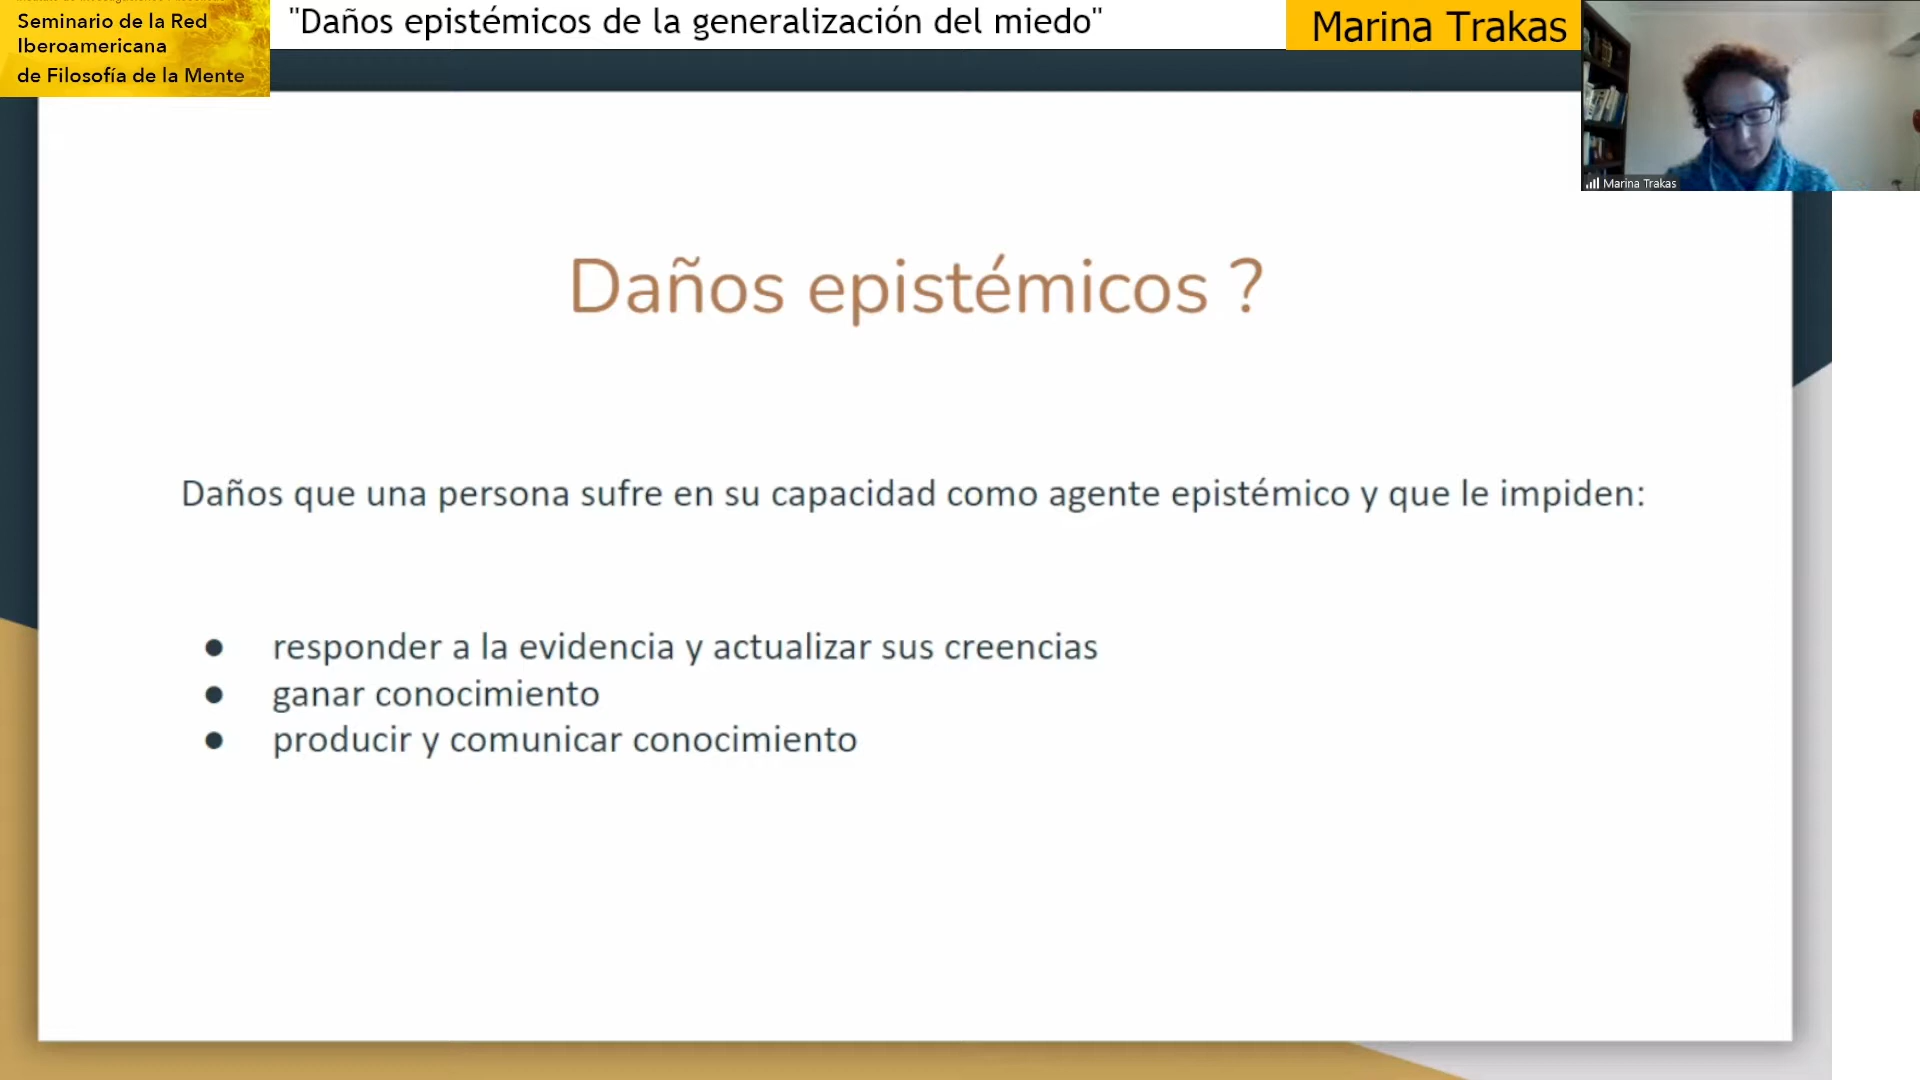 Seminario de la Red
Iberoamericana
de Filosofía de la Mente
"Daños epistémicos de la generalización del miedo"
Marina Trakas
Marina Trakas
Daños epistémicos ?
Daños que una persona sufre en su capacidad como agente epistémico y que le impiden:
● responder a la evidencia y actualizar sus creencias
● ganar conocimiento
● producir y comunicar conocimiento